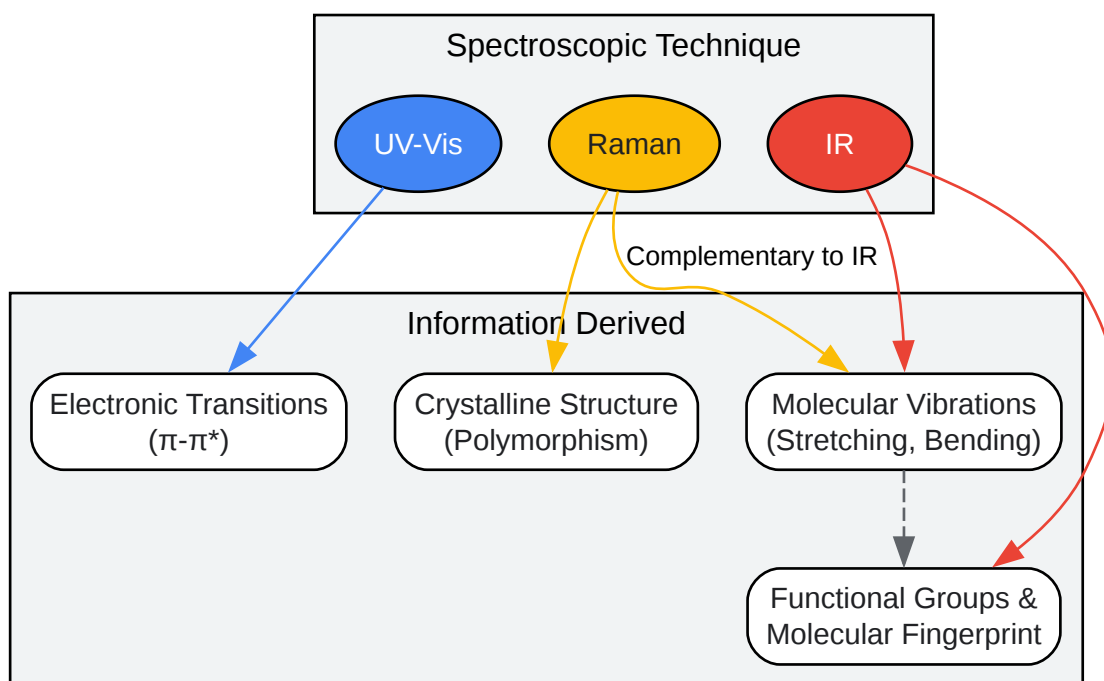 Spectroscopic Technique
UV-Vis
Raman
IR
Complementary to IR
Information Derived
Electronic Transitions
(π-π*)
Crystalline Structure
(Polymorphism)
Molecular Vibrations
(Stretching, Bending)
Functional Groups &
Molecular Fingerprint